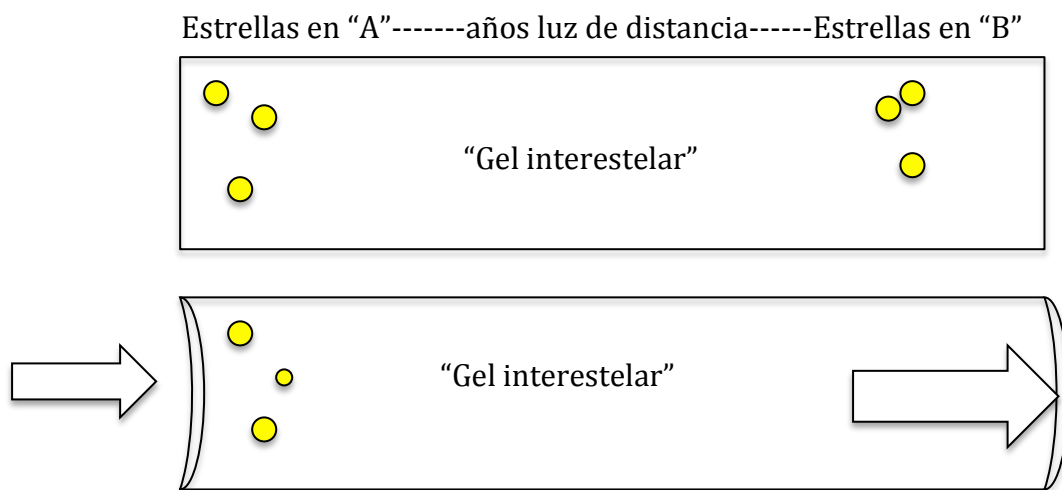 Estrellas en “A”-------años luz de distancia------Estrellas en “B”
“Gel interestelar”
“Gel interestelar”